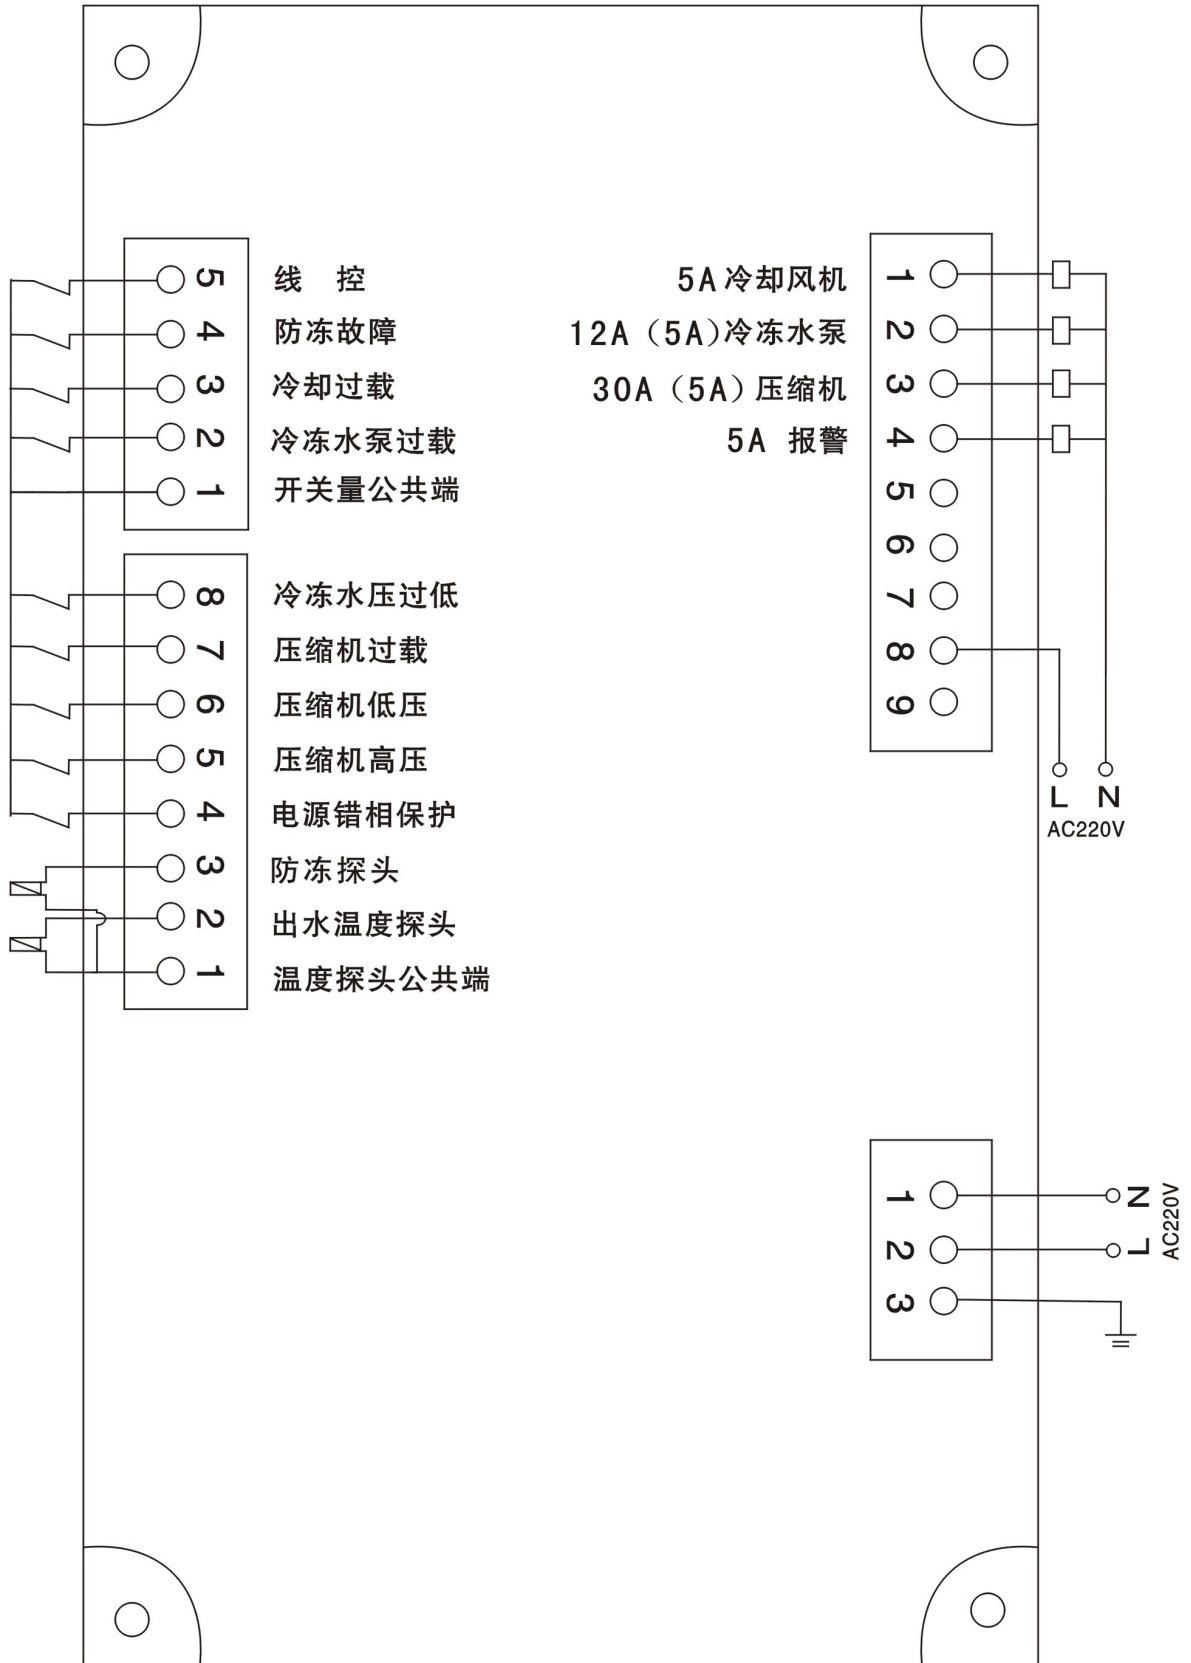 5 线 控
4 防冻故障
3 冷却过载
2 冷冻水泵过载
1 开关量公共端
8 冷冻水压过低
7 压缩机过载
6 压缩机低压
5 压缩机高压
4 电源错相保护
3 防冻探头
2 出水温度探头
1 温度探头公共端
5A 冷却风机 1
12A（5A）冷冻水泵 2
30A（5A）压缩机 3
5A 报警 4
5
6
7
8
9
L N
AC220V
1 N
2 L
AC220V
3